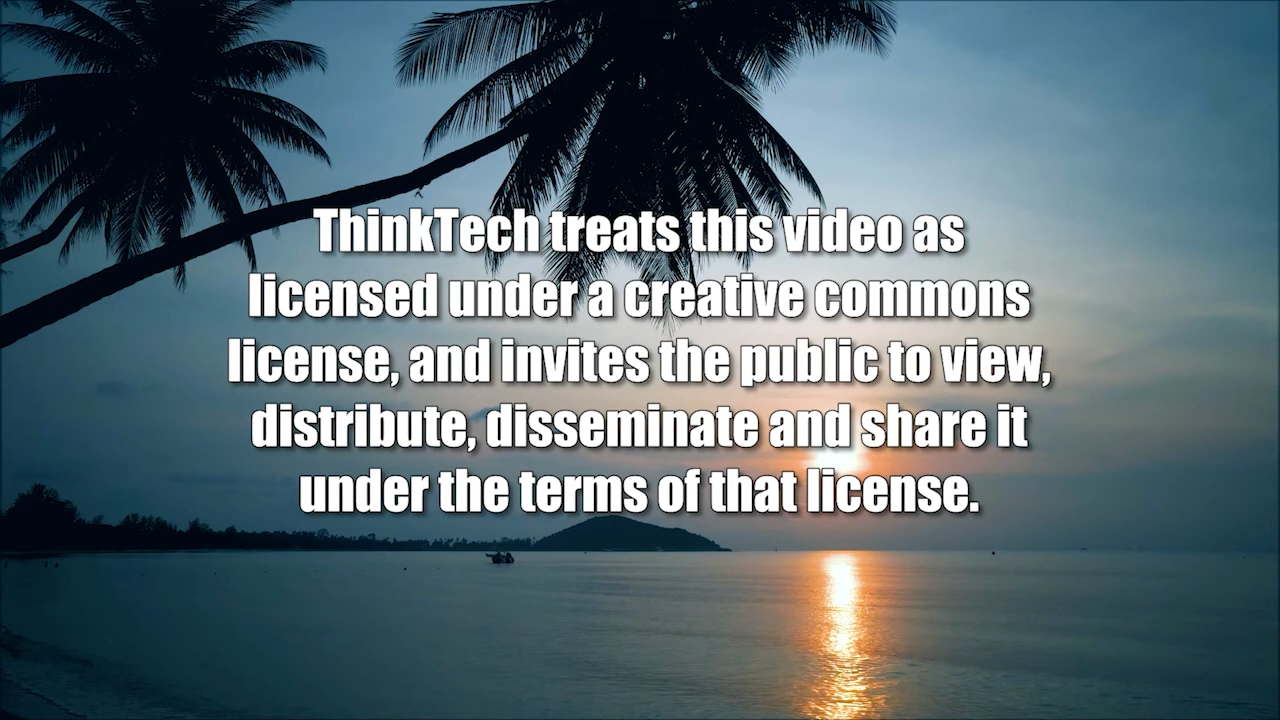 ThinkTech treats this video as
licensed under a creative commons
license, and invites the public to view,
distribute, disseminate and share it
under the terms of that license.